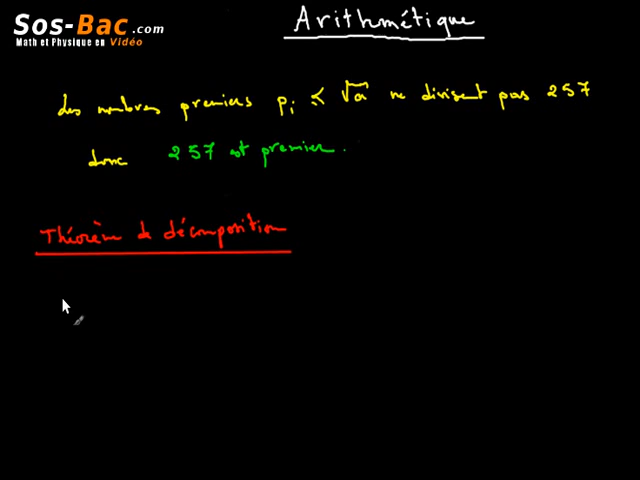 Sos-Bac.com
Math et Physique en Vidéo
Arithmétique
des nombres premiers pi ≤ √a ne divisent pas 257
donc 257 est premier.
Théorème de décomposition